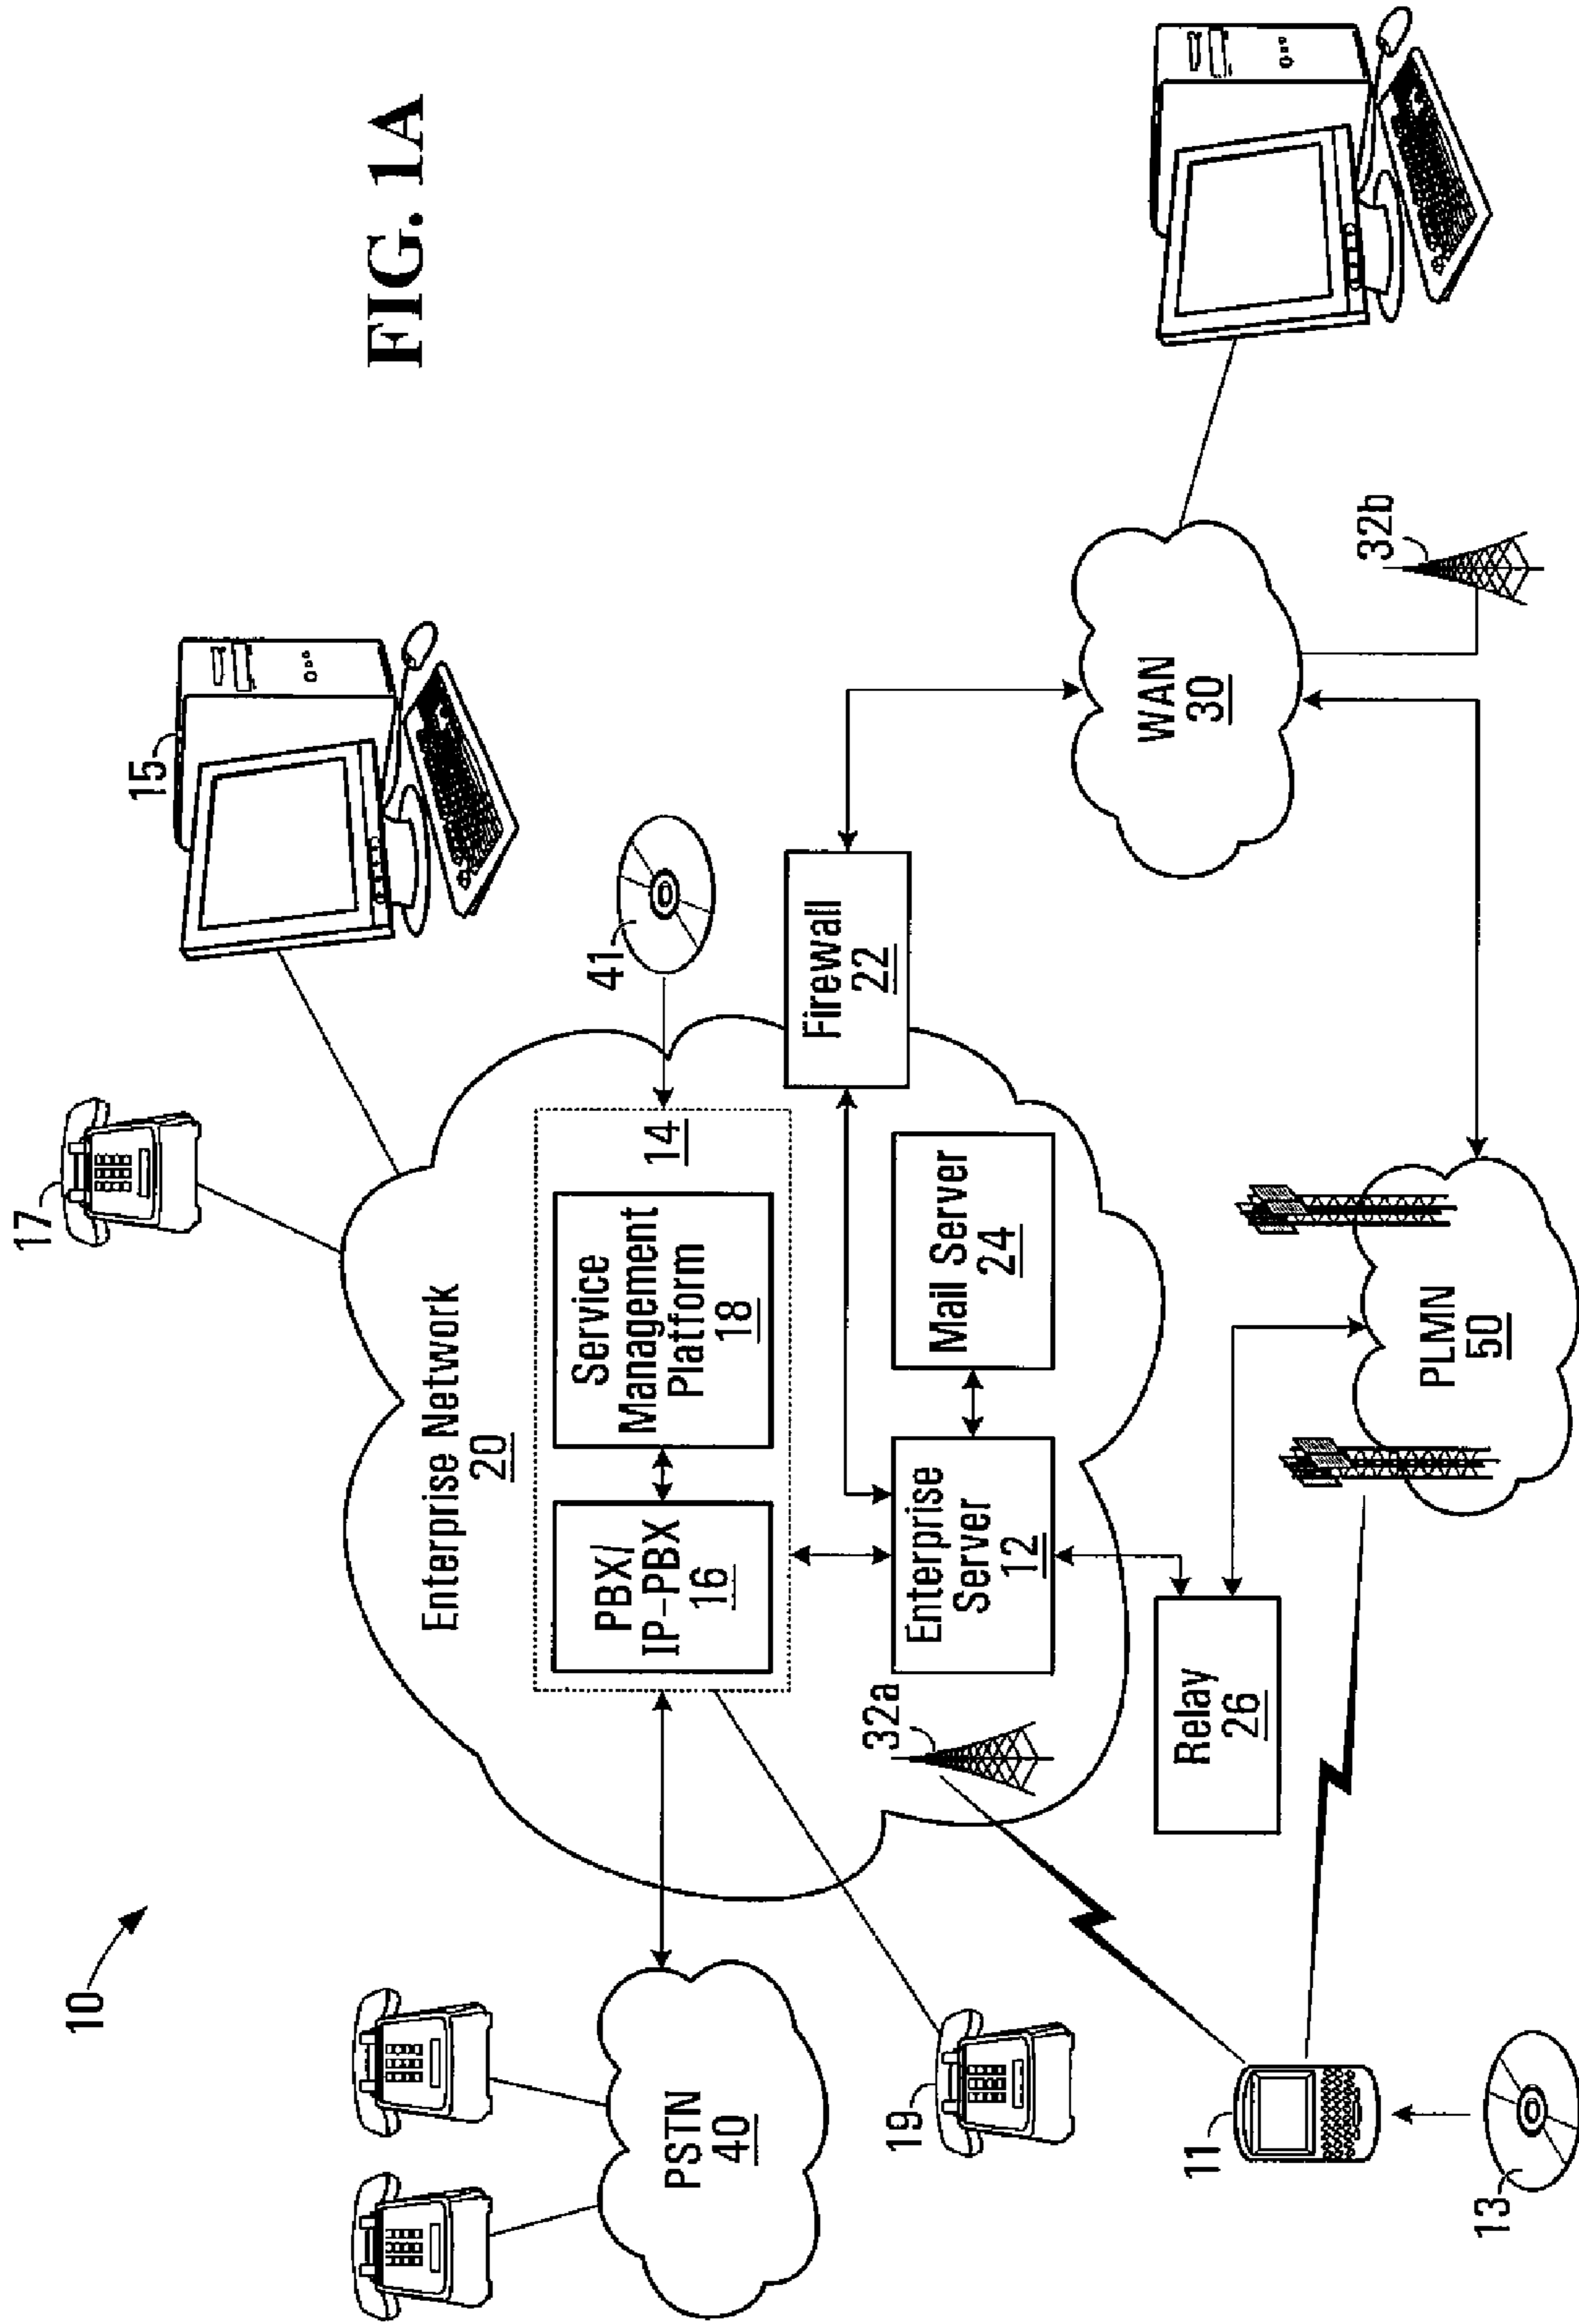 10
17
15
FIG. 1A
Enterprise Network
20
41
PSTN
40
PBX/
IP-PBX
16
Service
Management
Platform
18
14
19
32a
Enterprise
Server
12
Mail Server
24
Firewall
22
WAN
30
32b
11
13
Relay
26
PLMN
50